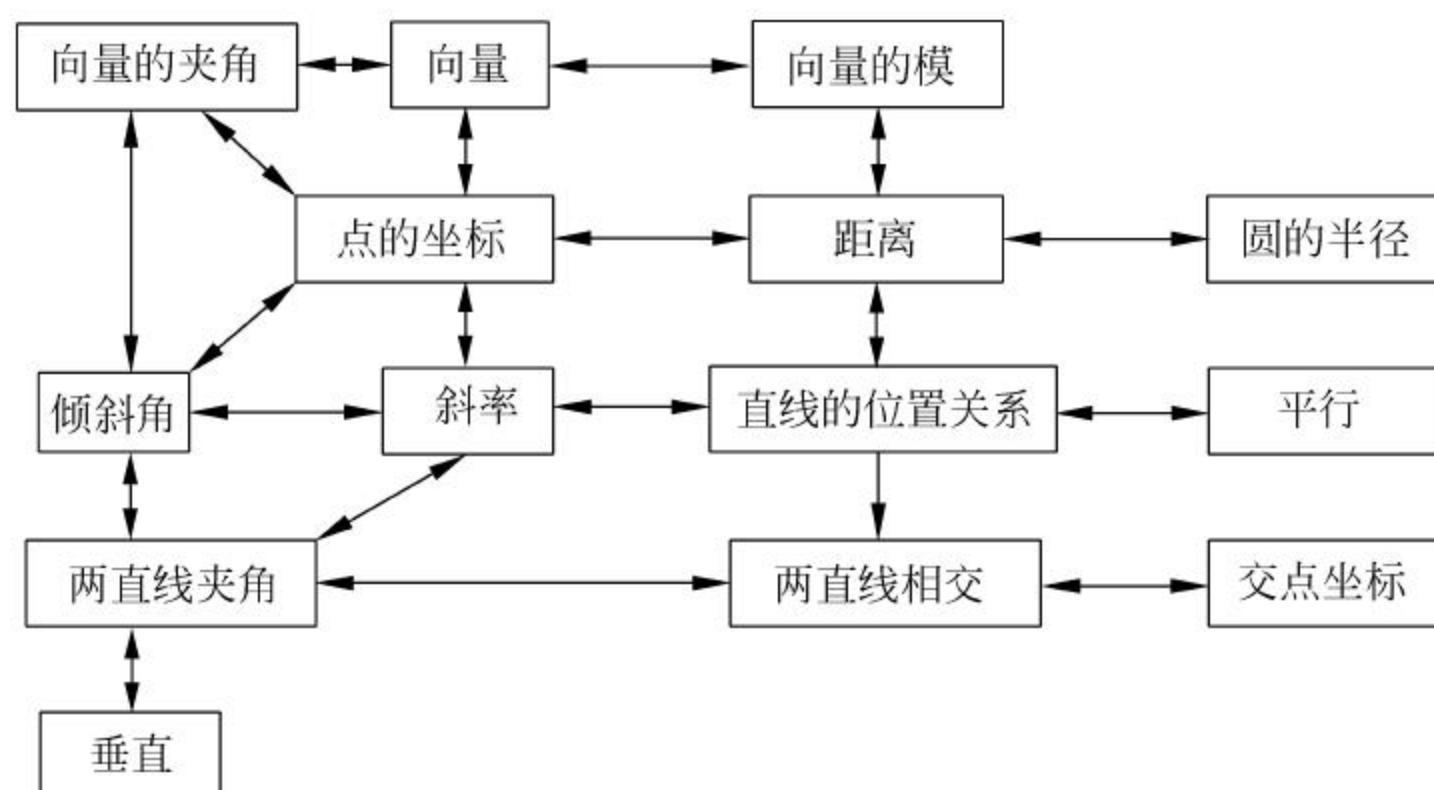 向量的夹角
向量
向量的模
点的坐标
距离
圆的半径
倾斜角
斜率
直线的位置关系
平行
两直线夹角
两直线相交
交点坐标
垂直